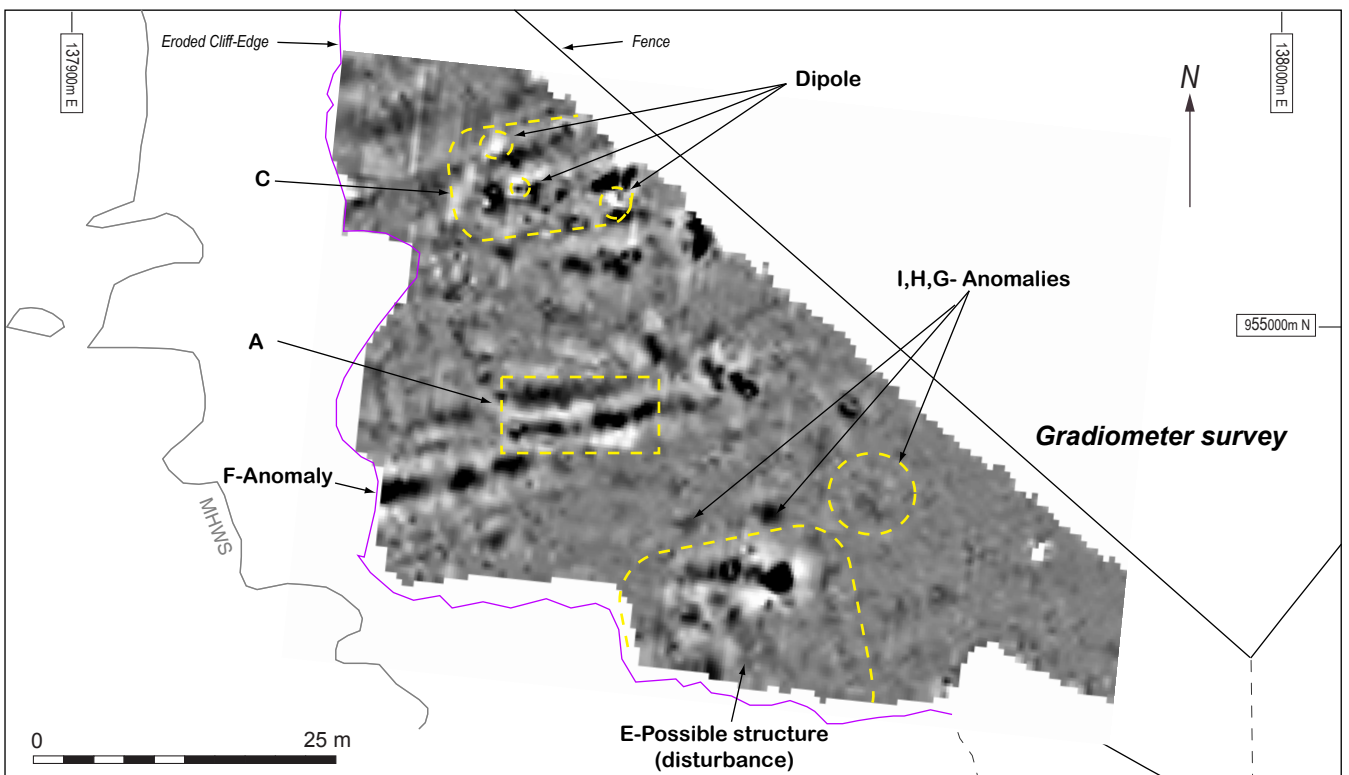 Eroded Cliff-Edge
Fence
137900m E
138000m E
N
Dipole
C
I,H,G- Anomalies
955000m N
A
Gradiometer survey
F-Anomaly
MHWS
E-Possible structure
(disturbance)
0 25 m